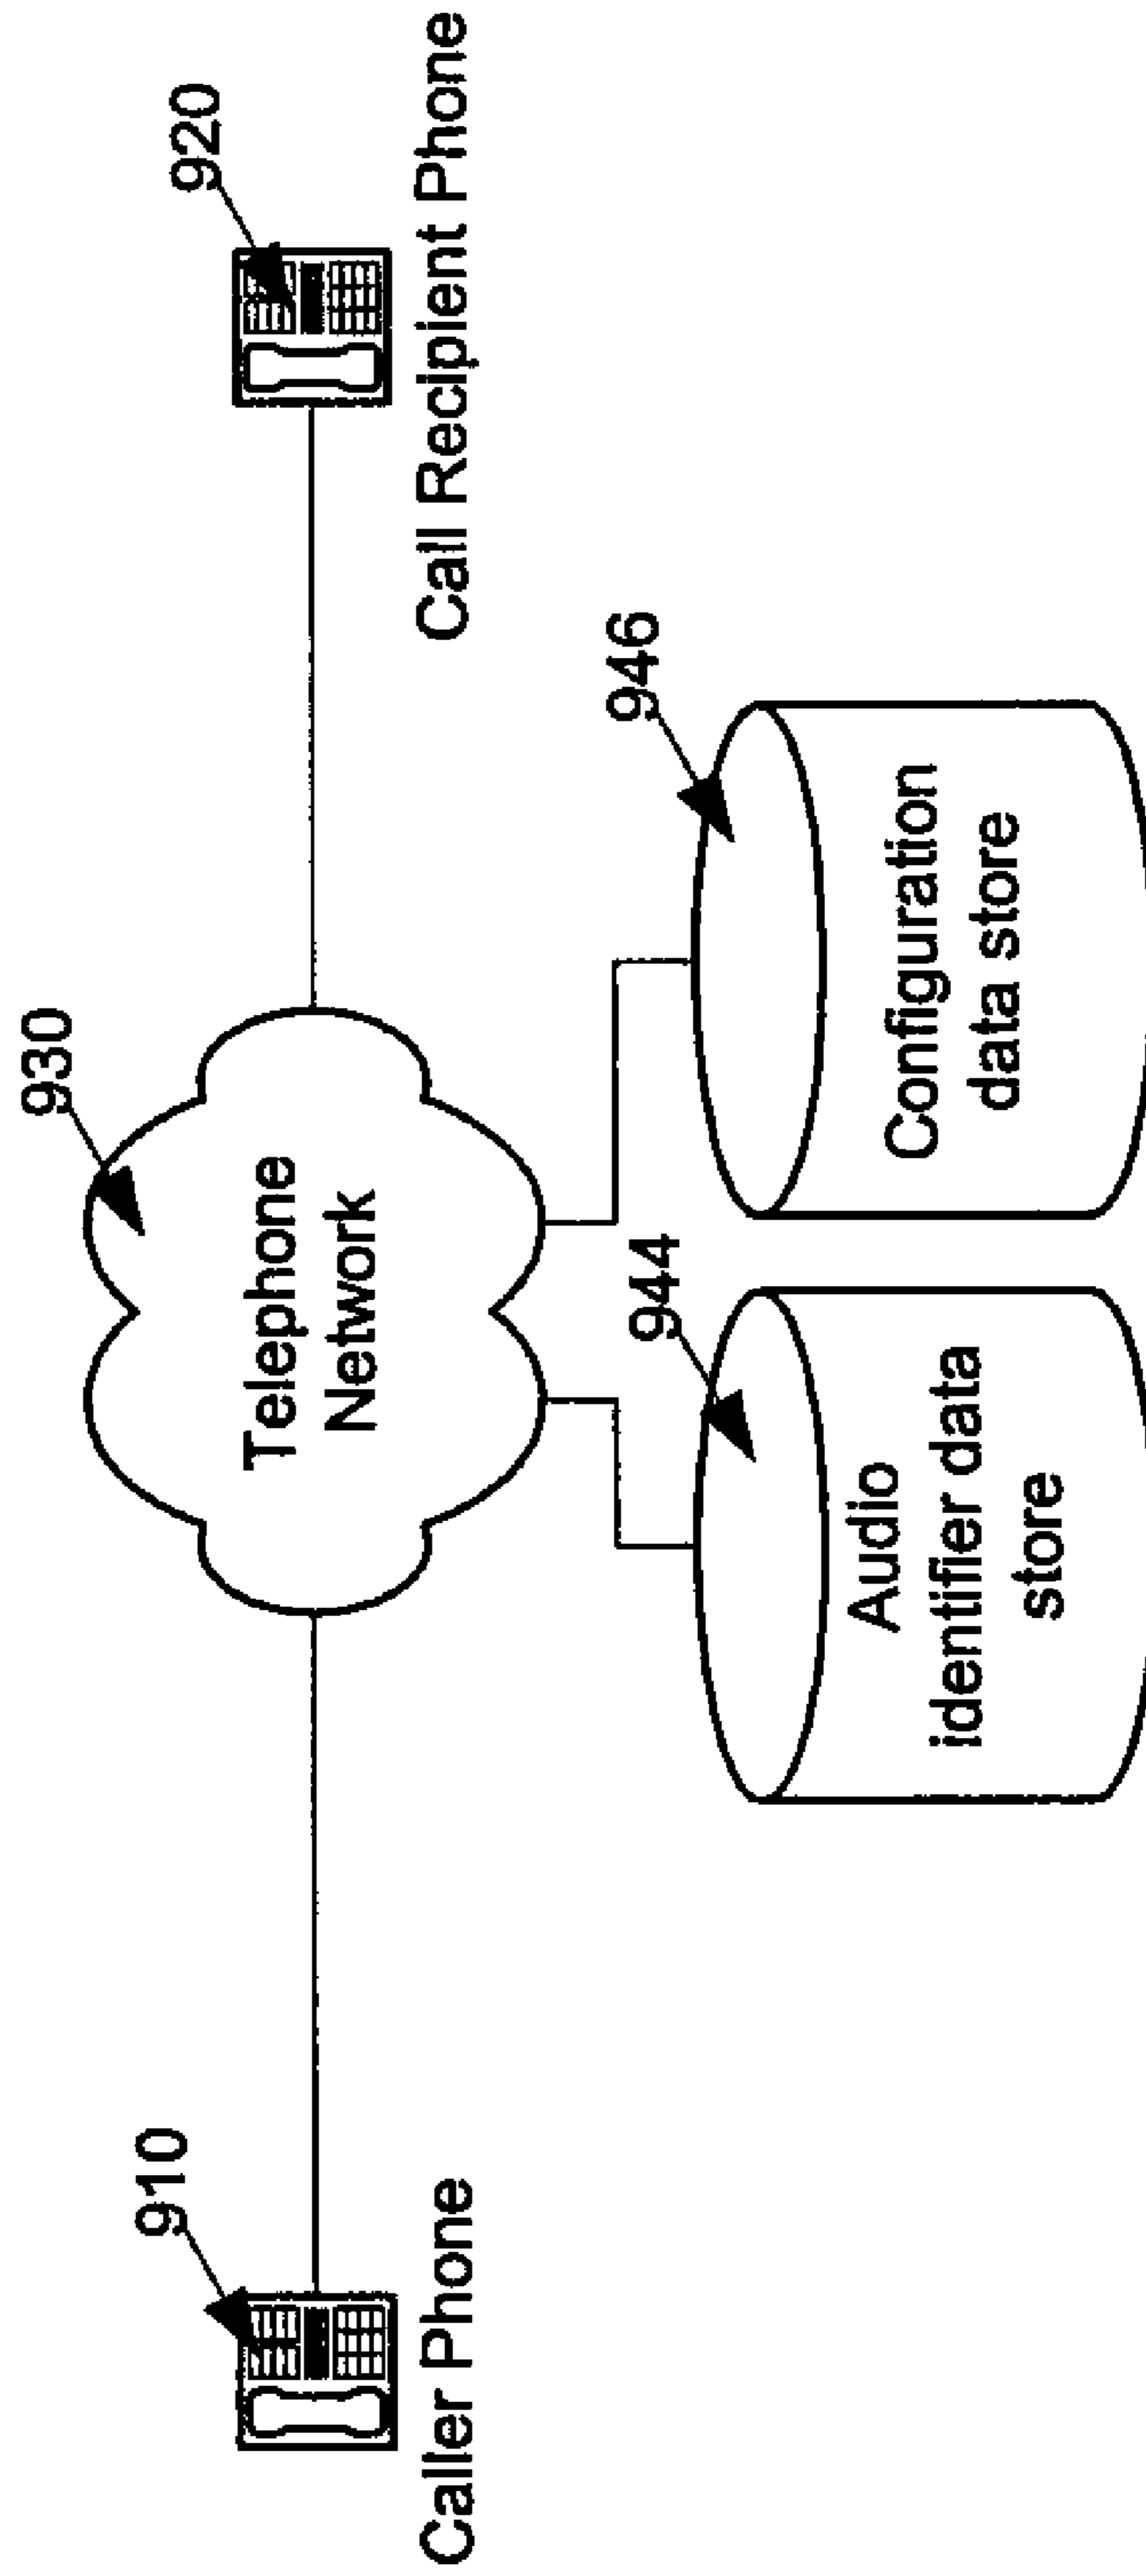 930
920
910
Telephone
Network
Caller Phone
Call Recipient Phone
944
946
Audio
identifier data
store
Configuration
data store